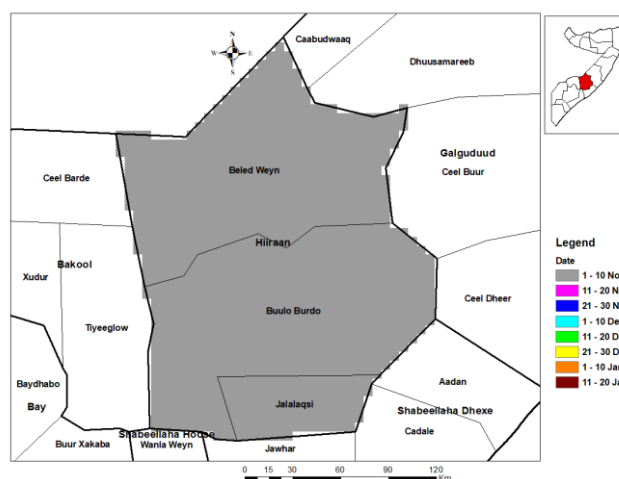 N
W E
S
Caabudwaaq
Dhuusamareeb
Galguduud
Ceel Buur
Ceel Barde
Beled Weyn
Hiiraan
Bakool
Xudur
Tiyeeglow
Buulo Burdo
Ceel Dheer
Baydhabo
Bay
Jalalaqsi
Aadan
Shabeellaha Dhexe
Cadale
Shabeellaha Hoose
Buur Xakaba
Wanla Weyn
Jawhar
0 15 30 60 90 120
Km
Legend
Date
1 - 10 No
11 - 20 N
21 - 30 N
1 - 10 De
11 - 20 D
21 - 30 D
1 - 10 Jan
11 - 20 Ja